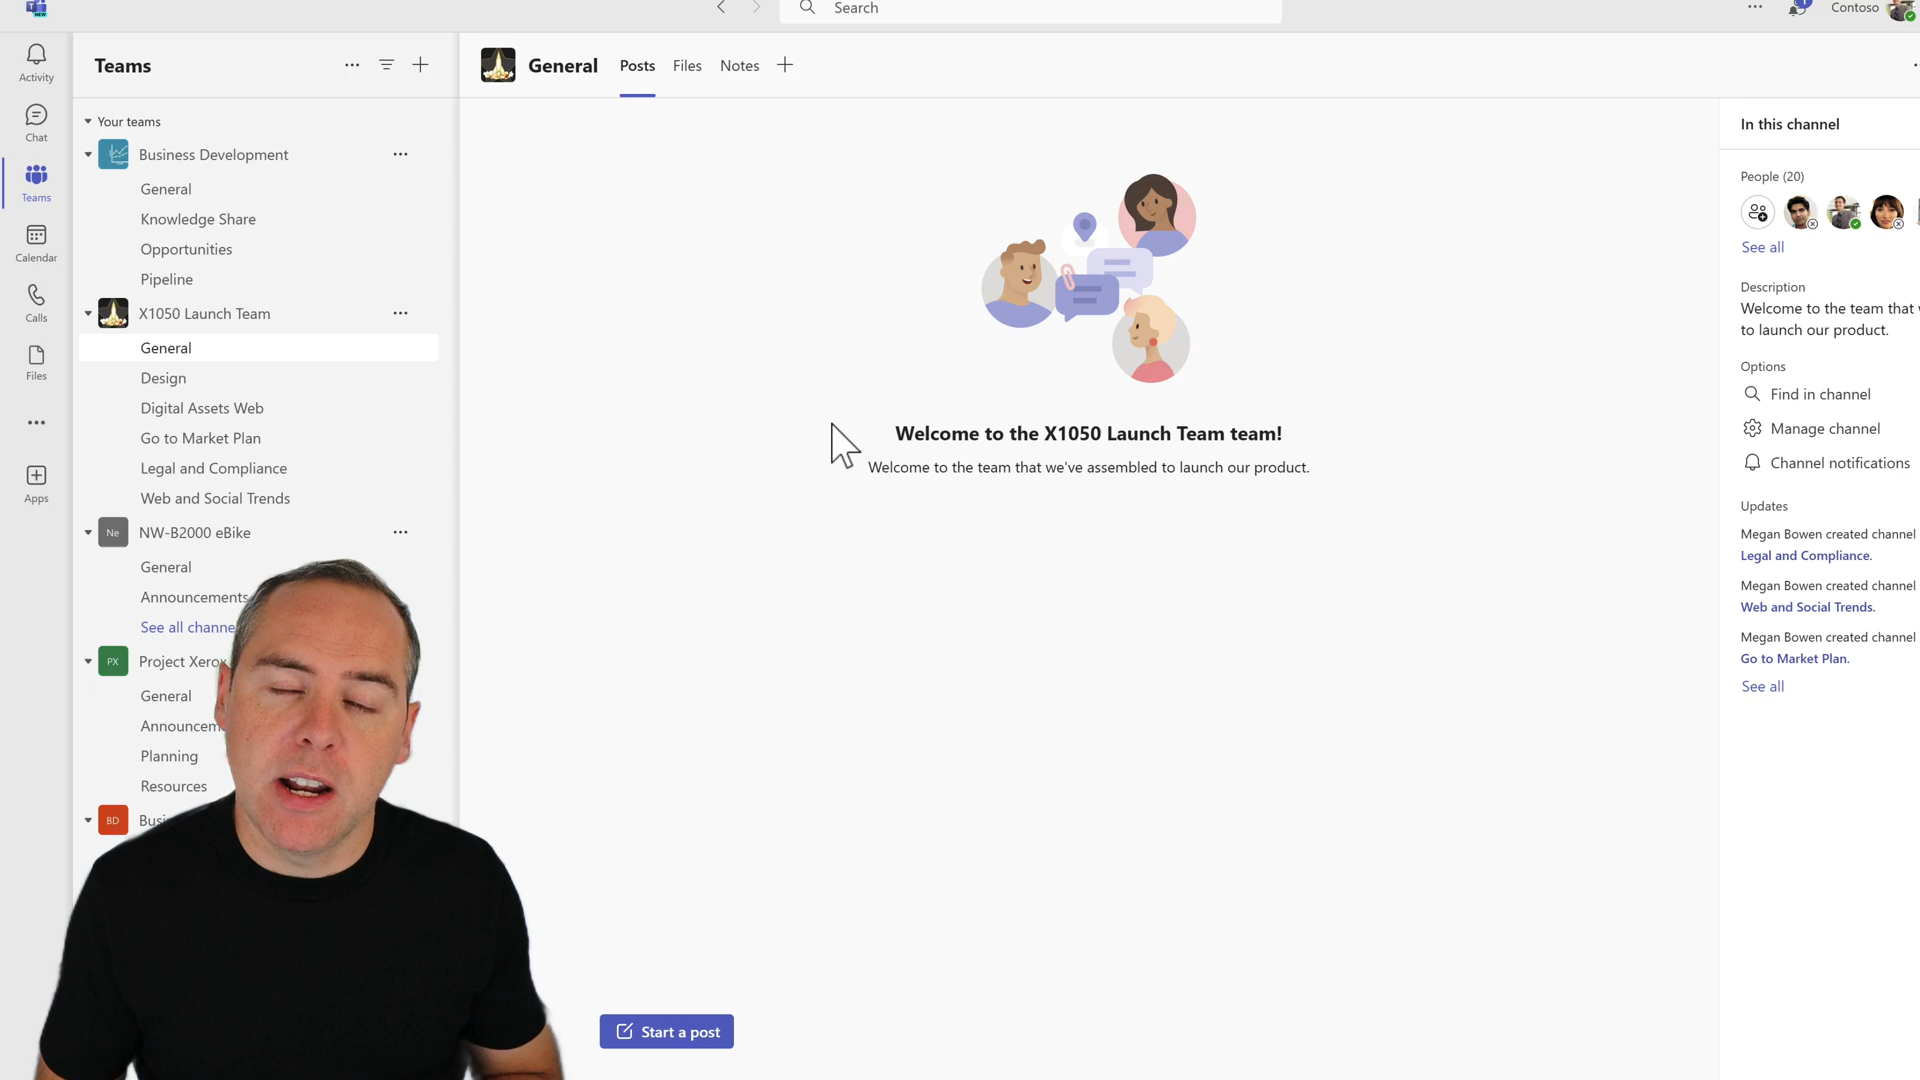 NEW
Search
1
Contoso
Activity
Chat
Teams
Calendar
Calls
Files
Apps
Teams
Your teams
Business Development
General
Knowledge Share
Opportunities
Pipeline
X1050 Launch Team
General
Design
Digital Assets Web
Go to Market Plan
Legal and Compliance
Web and Social Trends
Ne
NW-B2000 eBike
General
Announcements
See all channe
PX
Project Xerox
General
Announcem
Planning
Resources
BD
Busi
General
Posts
Files
Notes
Welcome to the X1050 Launch Team team!
Welcome to the team that we've assembled to launch our product.
Start a post
In this channel
People (20)
See all
Description
Welcome to the team that
to launch our product.
Options
Find in channel
Manage channel
Channel notifications
Updates
Megan Bowen created channel
Legal and Compliance.
Megan Bowen created channel
Web and Social Trends.
Megan Bowen created channel
Go to Market Plan.
See all